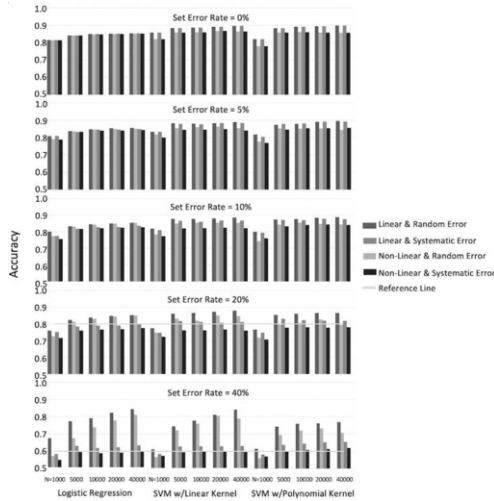 Set Error Rate = 0%
1.0
0.9
0.8
0.7
0.6
0.5
Set Error Rate = 5%
1.0
0.9
0.8
0.7
0.6
0.5
Set Error Rate = 10%
1.0
0.9
0.8
0.7
0.6
0.5
Set Error Rate = 20%
1.0
0.9
0.8
0.7
0.6
0.5
Set Error Rate = 40%
1.0
0.9
0.8
0.7
0.6
0.5
Accuracy
N=1000 5000 10000 20000 40000 N=1000 5000 10000 20000 40000 N=1000 5000 10000 20000 40000
Logistic Regression SVM w/Linear Kernel SVM w/Polynomial Kernel
Linear & Random Error
Linear & Systematic Error
Non-Linear & Random Error
Non-Linear & Systematic Error
Reference Line